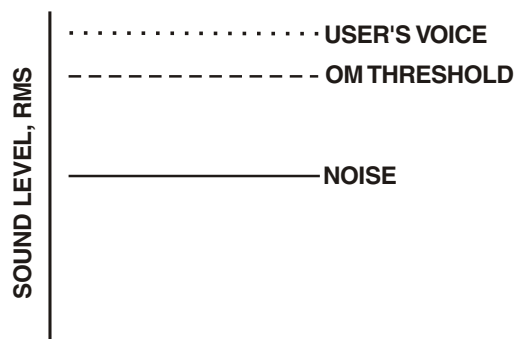 USER'S VOICE
OM THRESHOLD
NOISE
SOUND LEVEL, RMS